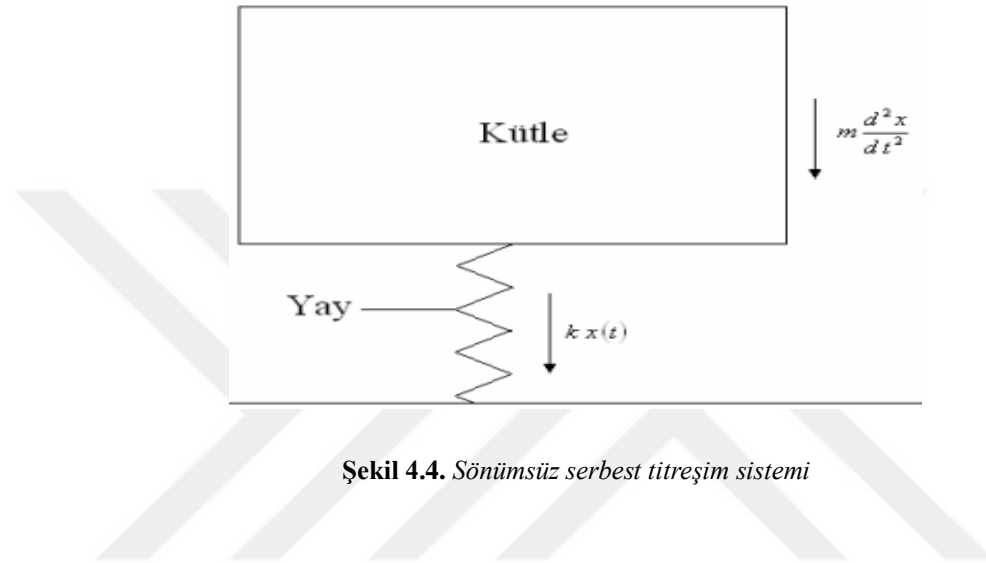 Kütle
m d²x/dt²
Yay
k x(t)
Şekil 4.4. Sönümsüz serbest titreşim sistemi